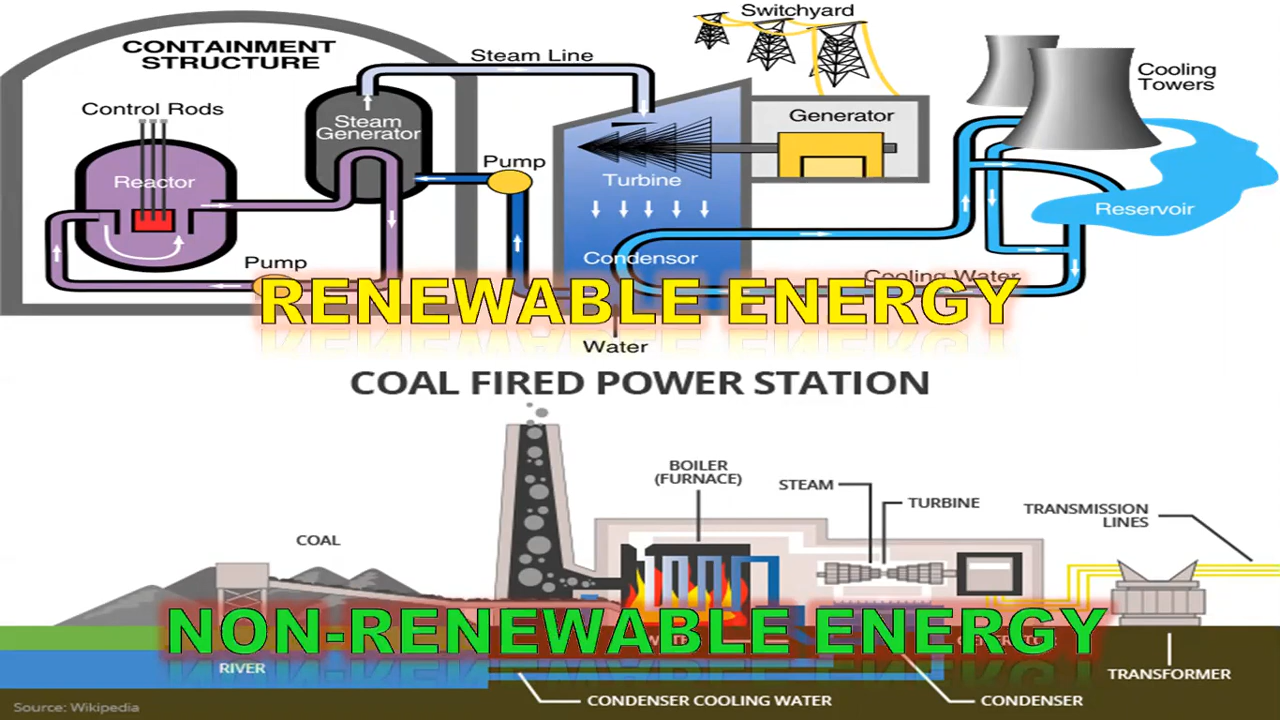 Switchyard
CONTAINMENT
STRUCTURE
Steam Line
Cooling
Towers
Control Rods
Steam
Generator
Generator
Pump
Reactor
Turbine
Reservoir
Condensor
Pump
Cooling Water
RENEWABLE ENERGY
Water
COAL FIRED POWER STATION
BOILER
(FURNACE)
STEAM
TURBINE
TRANSMISSION
LINES
COAL
NON-RENEWABLE ENERGY
RIVER
TRANSFORMER
CONDENSER COOLING WATER
CONDENSER
Source: Wikipedia